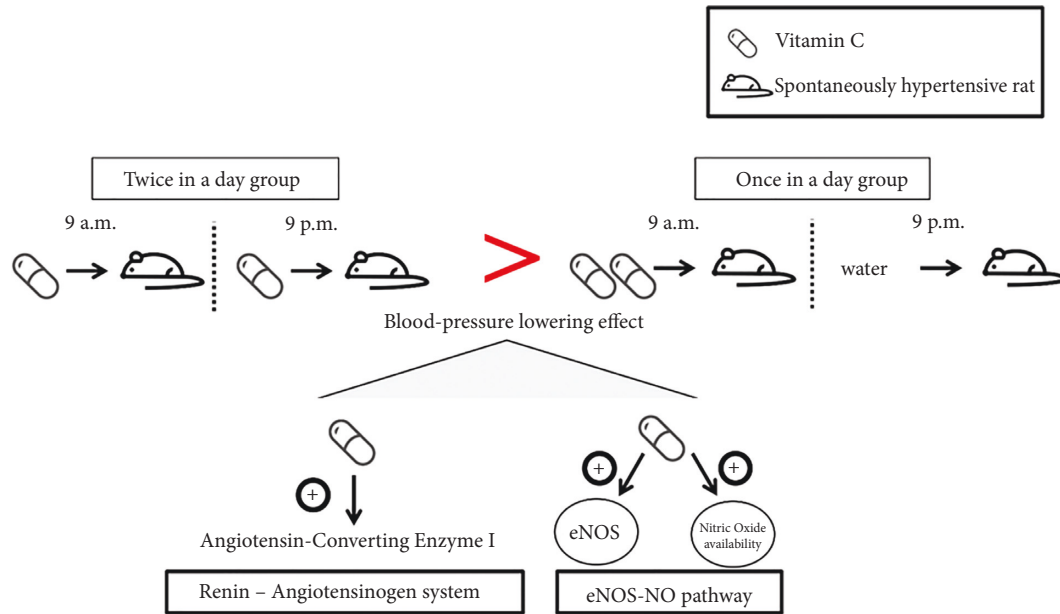 Vitamin C
Spontaneously hypertensive rat
Twice in a day group
Once in a day group
9 a.m.
9 p.m.
9 a.m.
9 p.m.
>
water
Blood-pressure lowering effect
+
+
+
eNOS
Nitric Oxide
availability
Angiotensin-Converting Enzyme I
Renin – Angiotensinogen system
eNOS-NO pathway